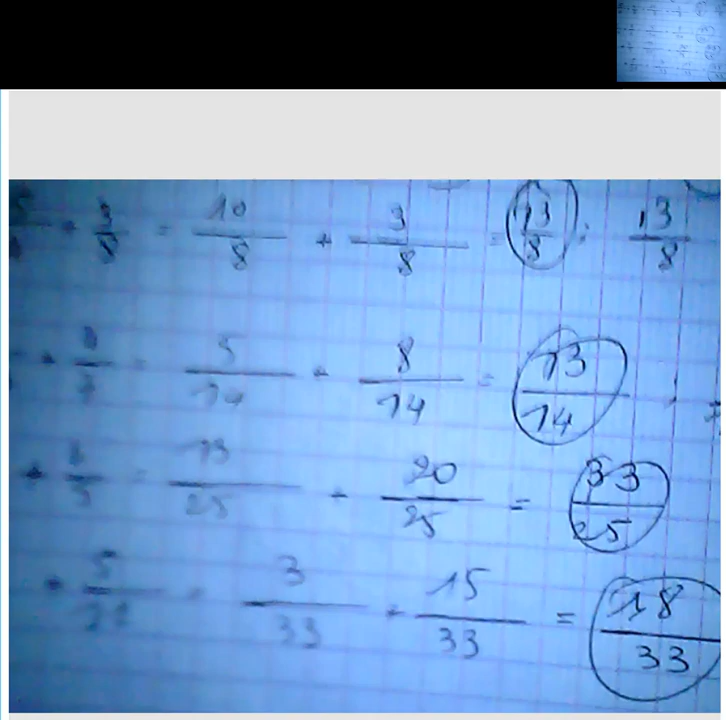 + 3/8 = 10/8 + 3/8 = 13/8 ; 13/8
+ = 5/14 + 8/14 = 13/14 ;
+ = 13/25 + 20/25 = 33/25
+ 5/ = 3/33 + 15/33 = 18/33